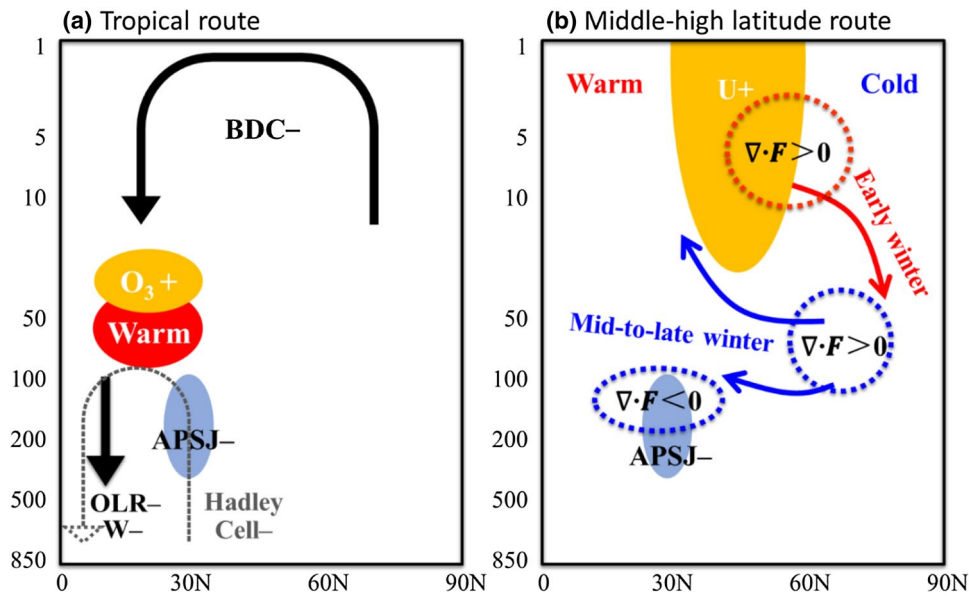 (a) Tropical route
1
5
10
50
100
200
500
850
BDC–
O₃ +
Warm
APSJ–
OLR–
W–
Hadley
Cell–
0
30N
60N
90N
(b) Middle-high latitude route
1
5
10
50
100
200
500
850
Warm
U+
Cold
∇·F >0
Early winter
∇·F >0
Mid-to-late winter
∇·F <0
APSJ–
0
30N
60N
90N